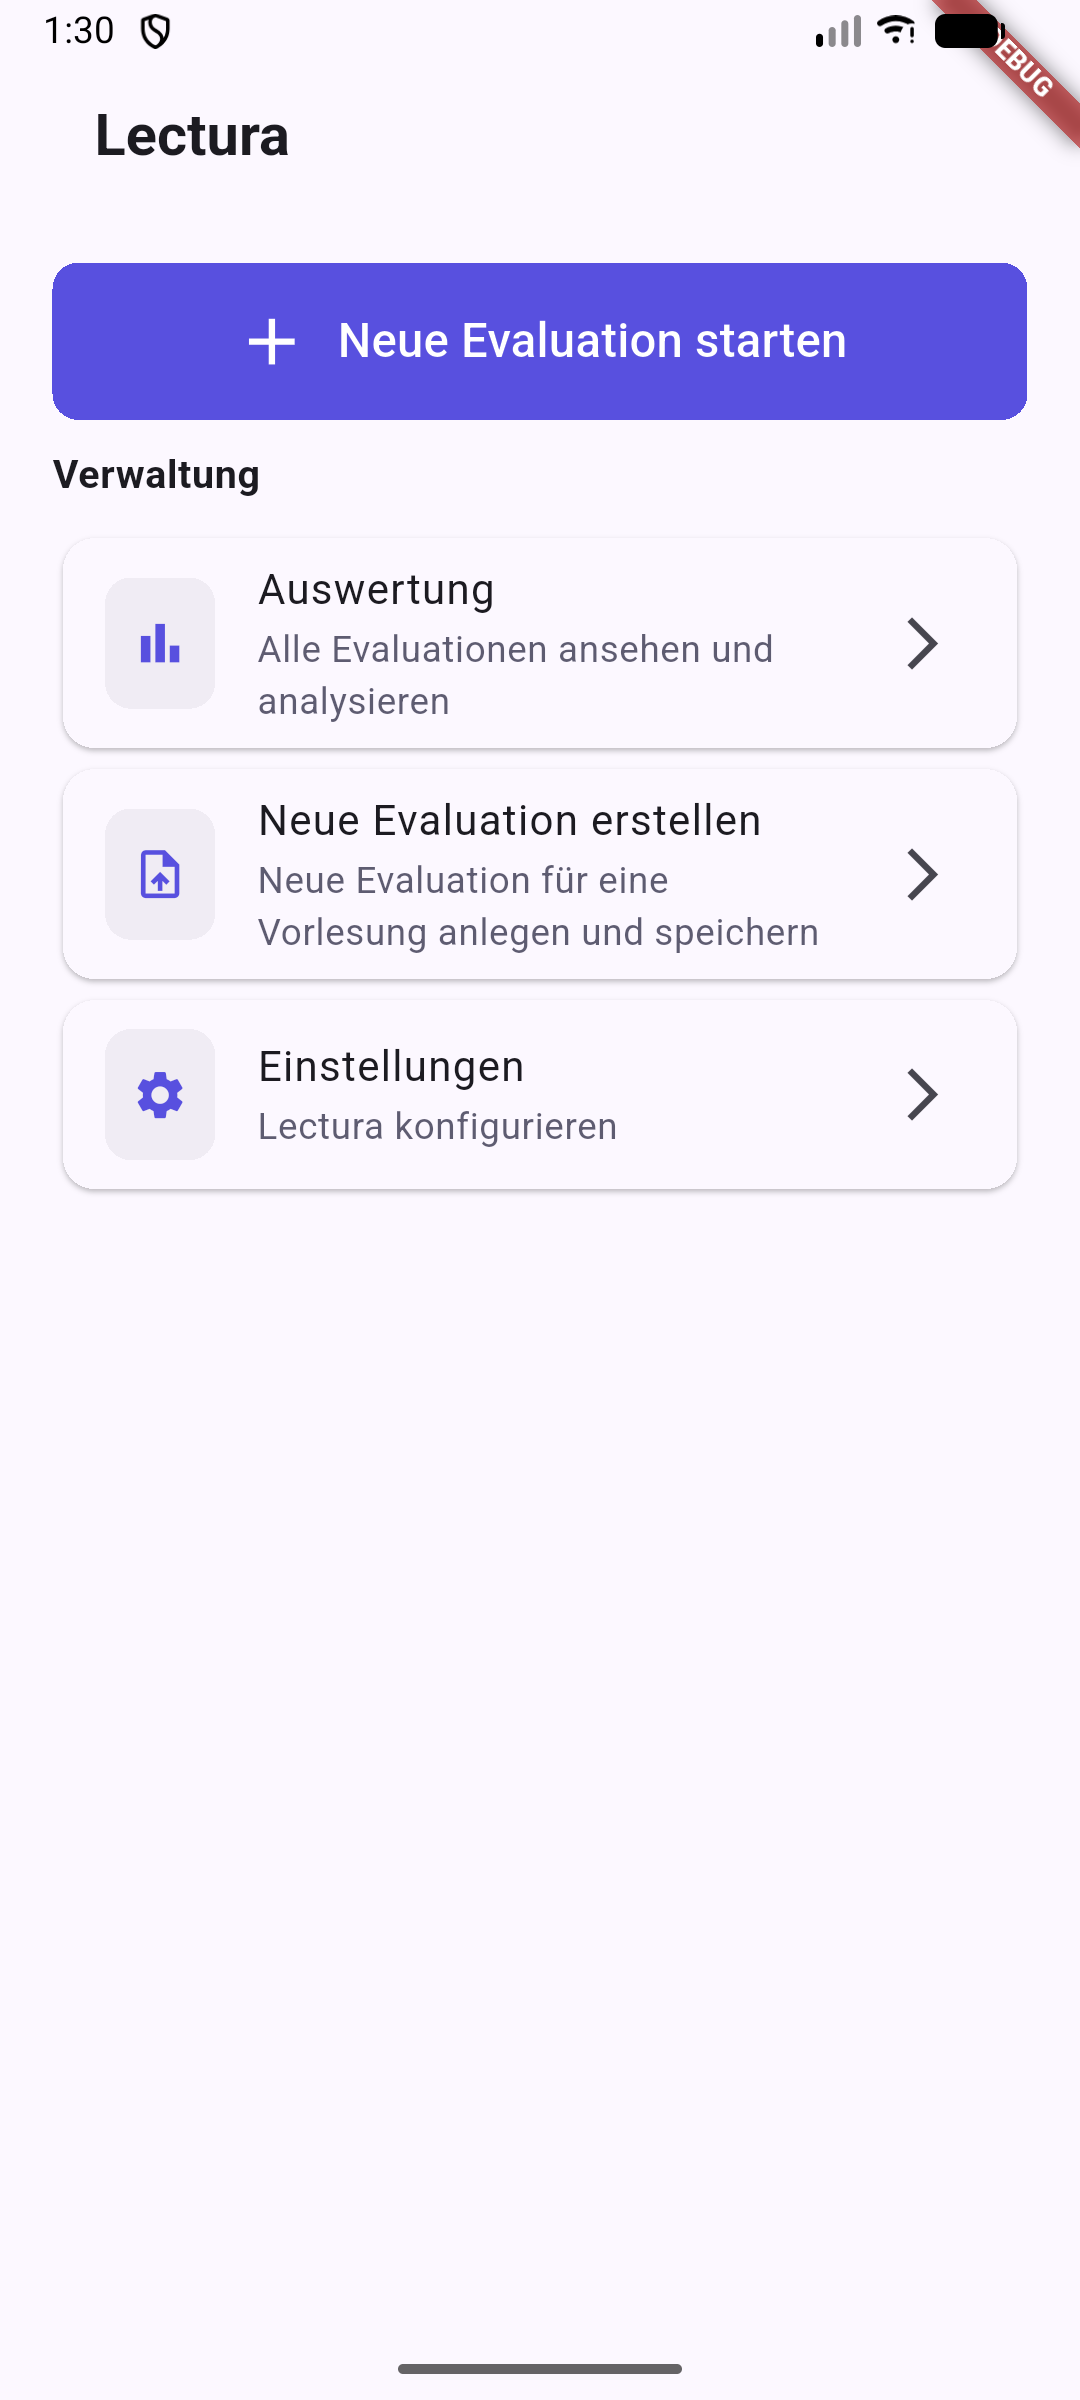 1:30
EBUG
Lectura
Neue Evaluation starten
Verwaltung
Auswertung
Alle Evaluationen ansehen und
analysieren
Neue Evaluation erstellen
Neue Evaluation für eine
Vorlesung anlegen und speichern
Einstellungen
Lectura konfigurieren